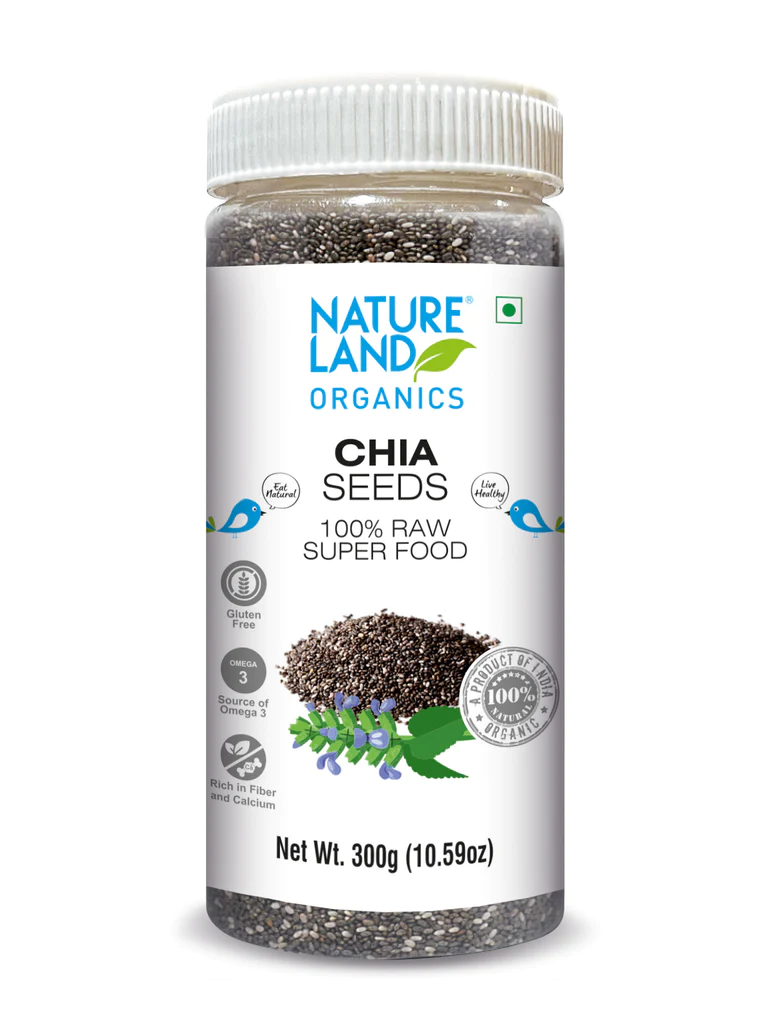 NATURE®
LAND
ORGANICS
CHIA
SEEDS
Eat
Natural
Live
Healthy
100% RAW
SUPER FOOD
Gluten
Free
OMEGA
3
Source of
Omega 3
Ca
Rich in Fiber
and Calcium
A PRODUCT OF INDIA
100%
NATURAL
ORGANIC
Net Wt. 300g (10.59oz)